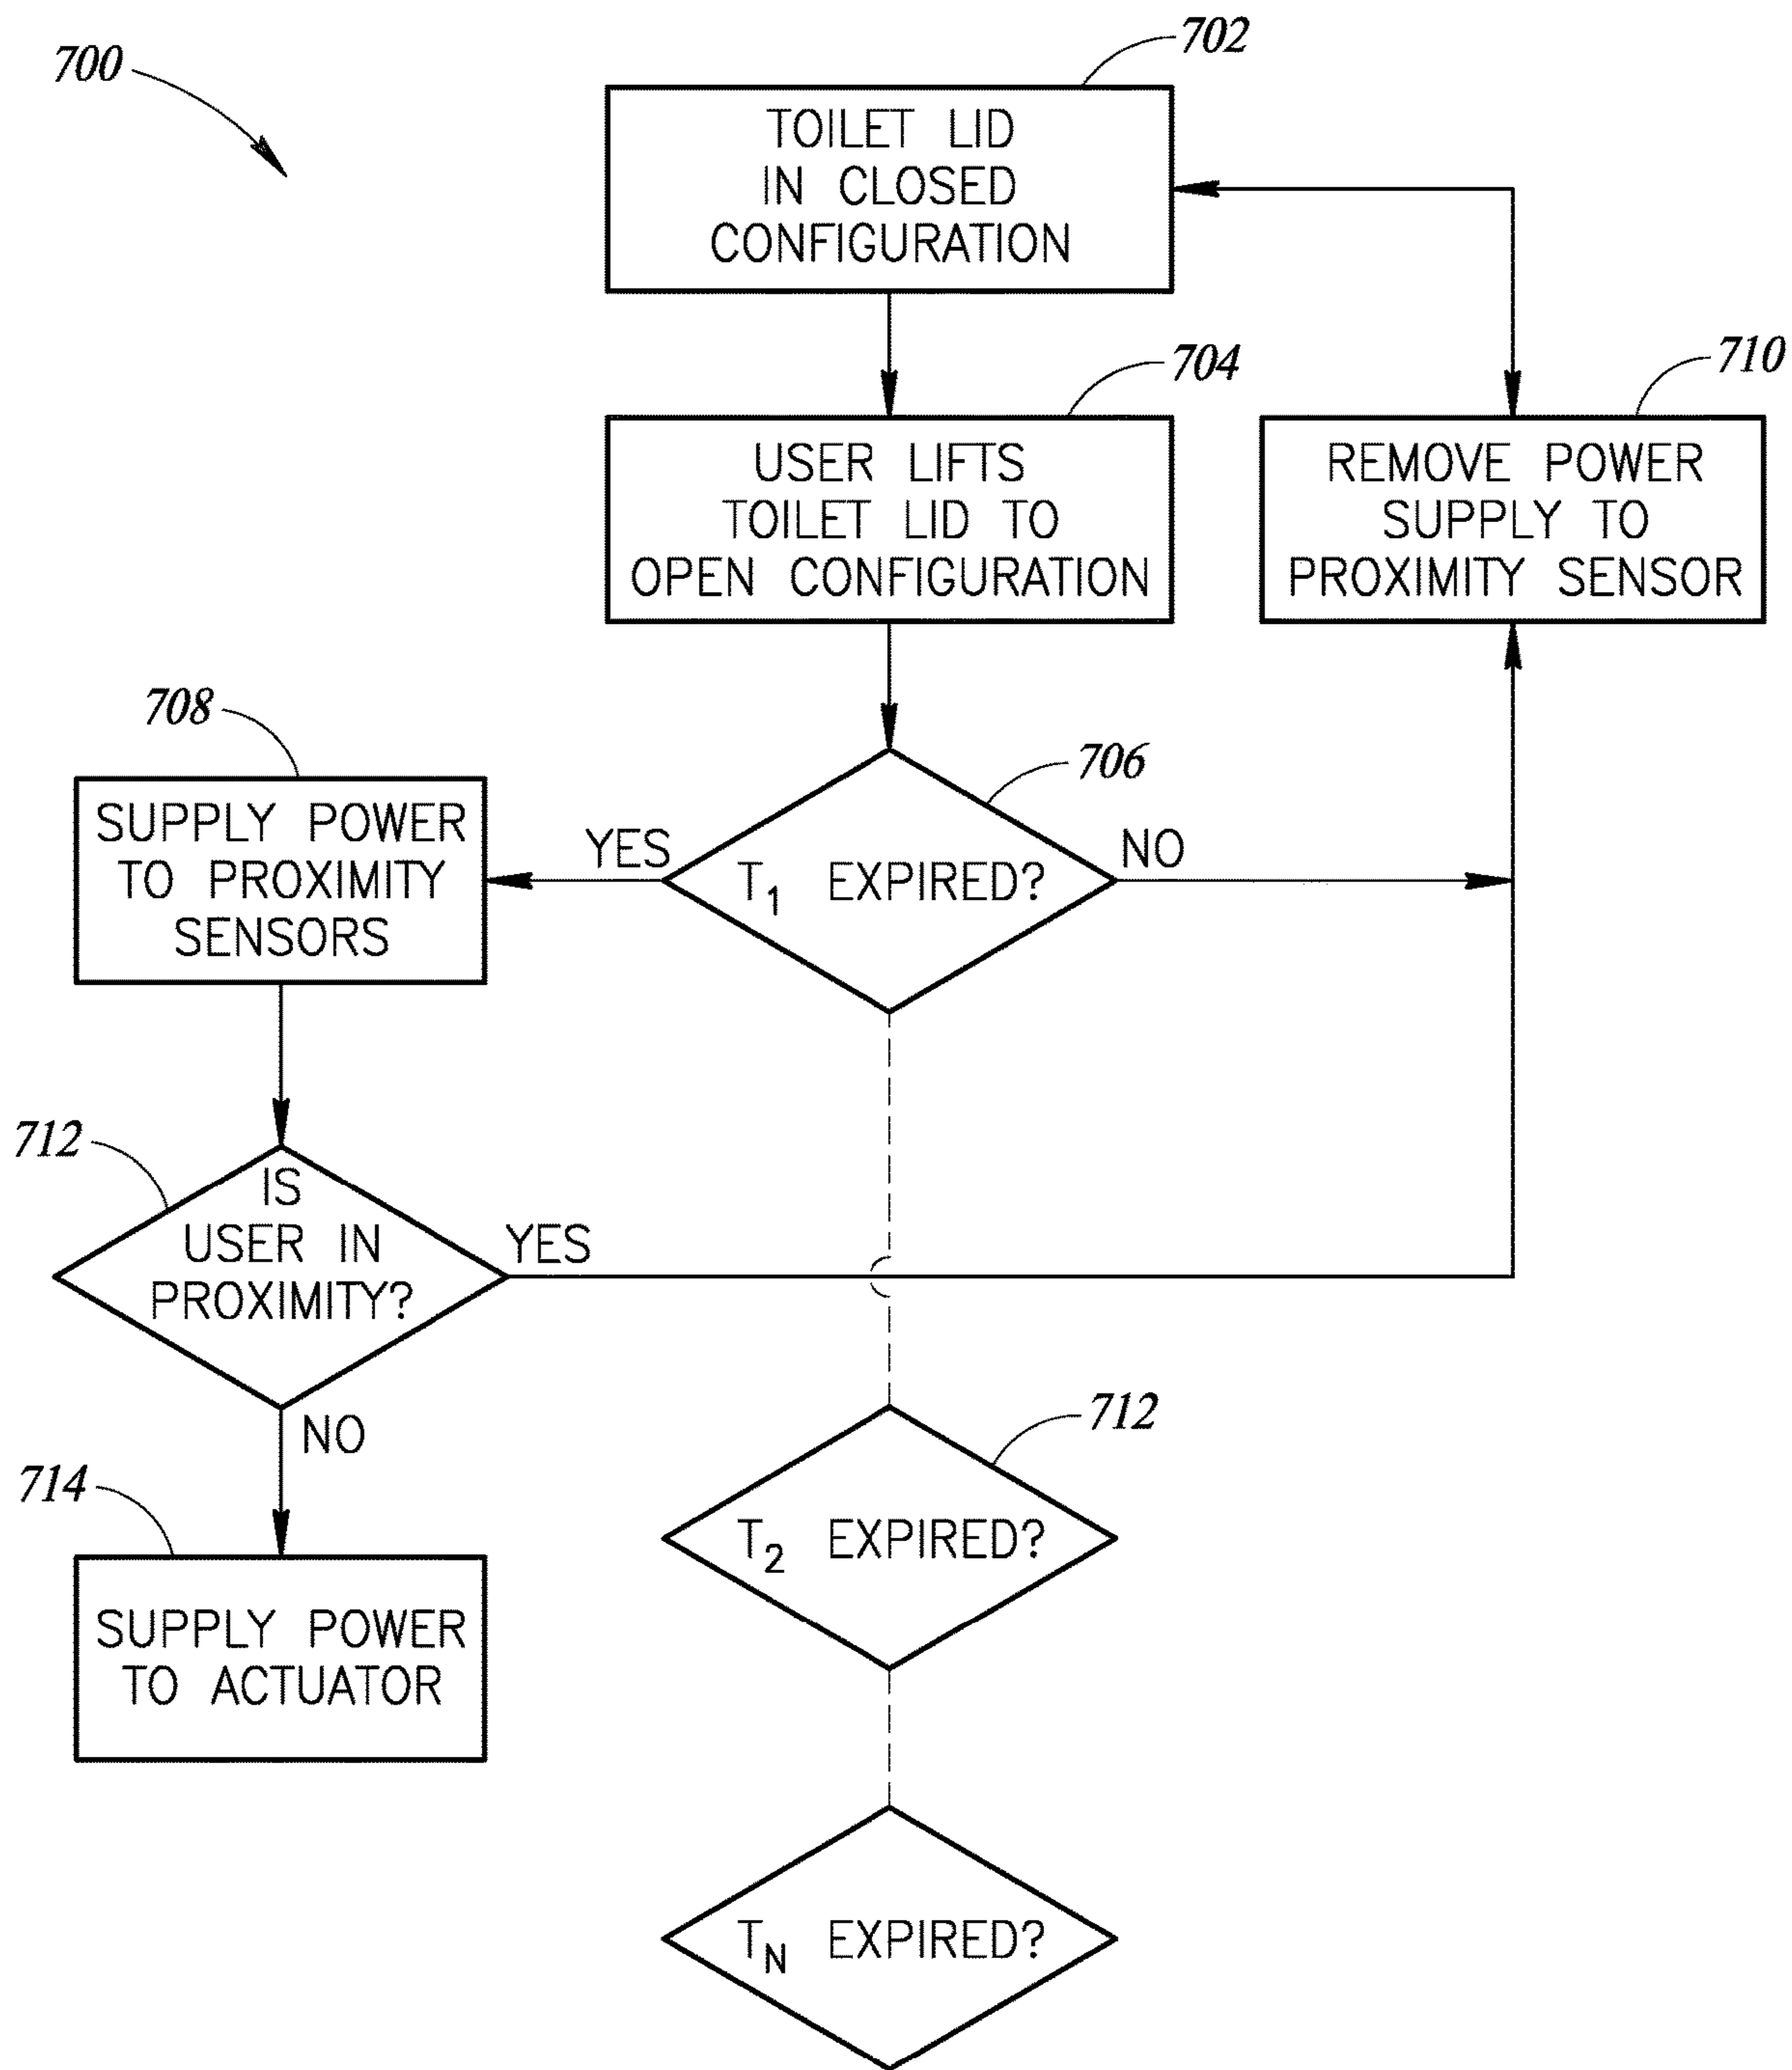 700
702
TOILET LID
IN CLOSED
CONFIGURATION
704
USER LIFTS
TOILET LID TO
OPEN CONFIGURATION
710
REMOVE POWER
SUPPLY TO
PROXIMITY SENSOR
708
SUPPLY POWER
TO PROXIMITY
SENSORS
YES
706
T1 EXPIRED?
NO
712
IS
USER IN
PROXIMITY?
YES
NO
712
T2 EXPIRED?
714
SUPPLY POWER
TO ACTUATOR
TN EXPIRED?